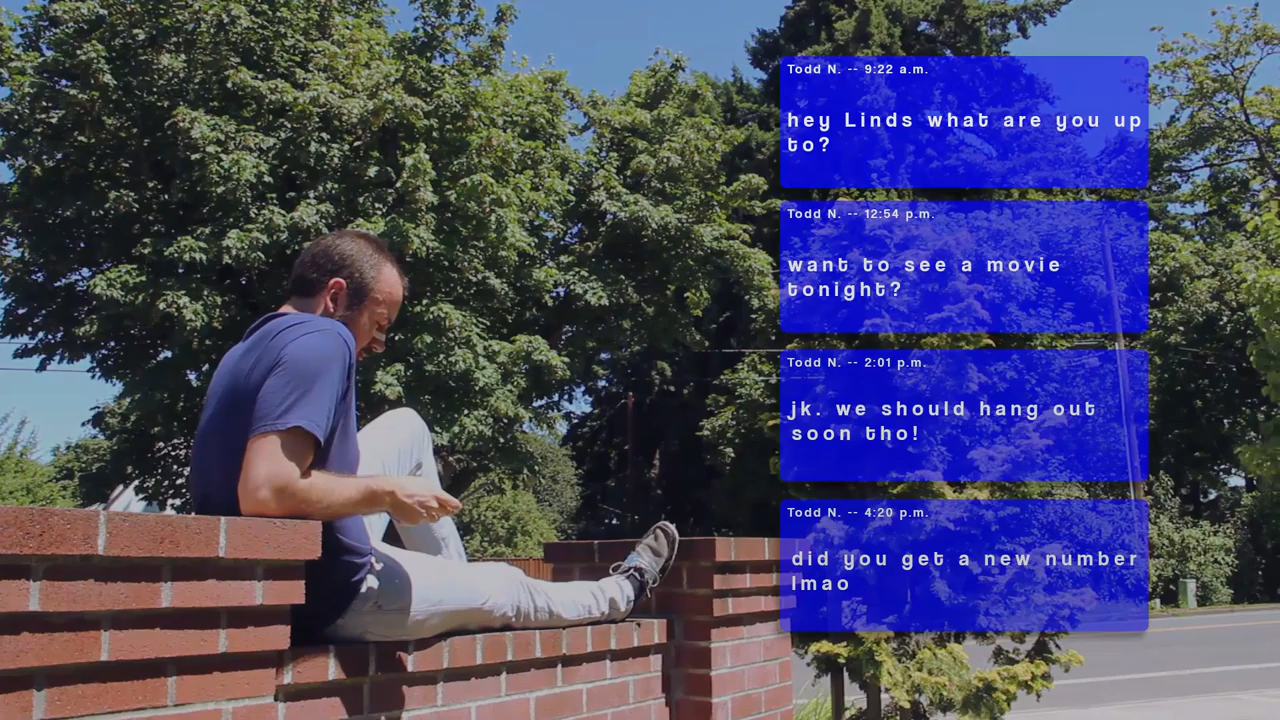 Todd N. -- 9:22 a.m.
hey Linds what are you up
to?
Todd N. -- 12:54 p.m.
want to see a movie
tonight?
Todd N. -- 2:01 p.m.
jk. we should hang out
soon tho!
Todd N. -- 4:20 p.m.
did you get a new number
lmao